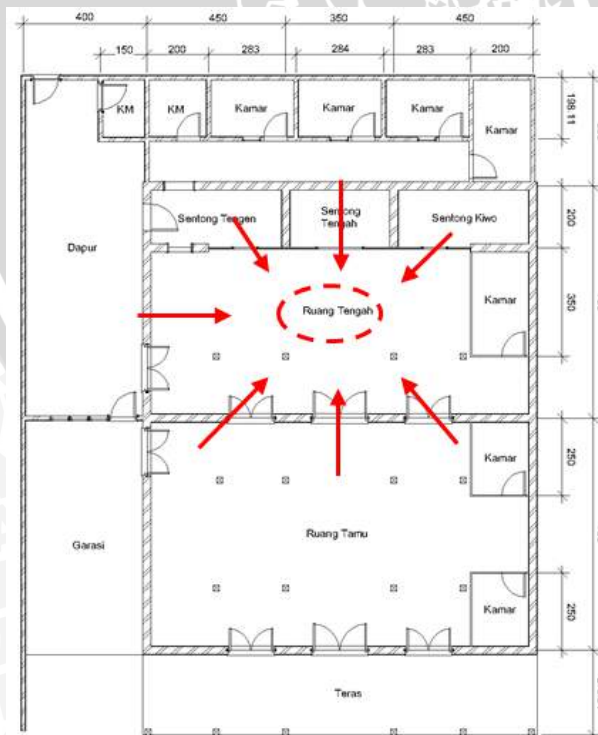 400 450 350 450
150 200 283 284 283 200
KM KM Kamar Kamar Kamar
Kamar
198.11
Sentong Tengen
Sentong
Tengah
Sentong Kiwo
200
Dapur
Ruang Tengah
Kamar
350
Kamar
250
Garasi
Ruang Tamu
Kamar
250
Teras